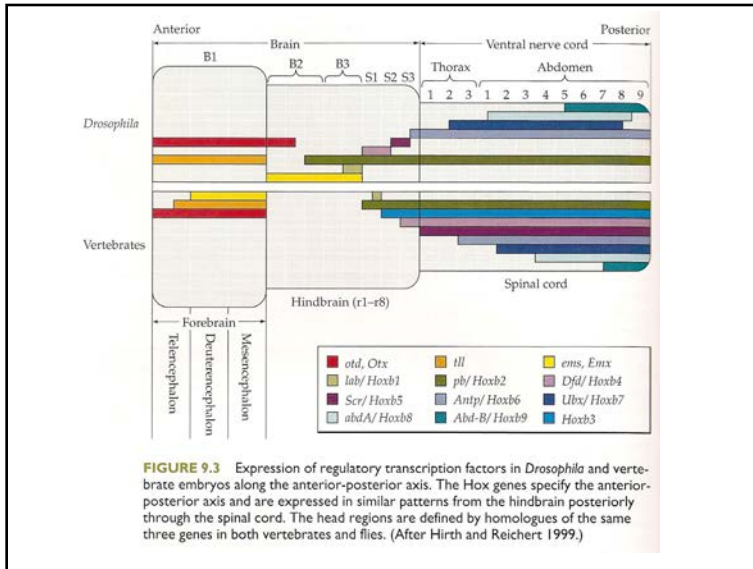 Anterior Posterior
Brain Ventral nerve cord
B1 B2 B3 S1 S2 S3 Thorax Abdomen
1 2 3 1 2 3 4 5 6 7 8 9
Drosophila
Vertebrates
Hindbrain (r1–r8) Spinal cord
Forebrain
Telencephalon
Deuterencephalon
Mesencephalon
otd, Otx tll ems, Emx
lab/Hoxb1 pb/Hoxb2 Dfd/Hoxb4
Scr/Hoxb5 Antp/Hoxb6 Ubx/Hoxb7
abdA/Hoxb8 Abd-B/Hoxb9 Hoxb3
FIGURE 9.3 Expression of regulatory transcription factors in Drosophila and verte-
brate embryos along the anterior-posterior axis. The Hox genes specify the anterior-
posterior axis and are expressed in similar patterns from the hindbrain posteriorly
through the spinal cord. The head regions are defined by homologues of the same
three genes in both vertebrates and flies. (After Hirth and Reichert 1999.)